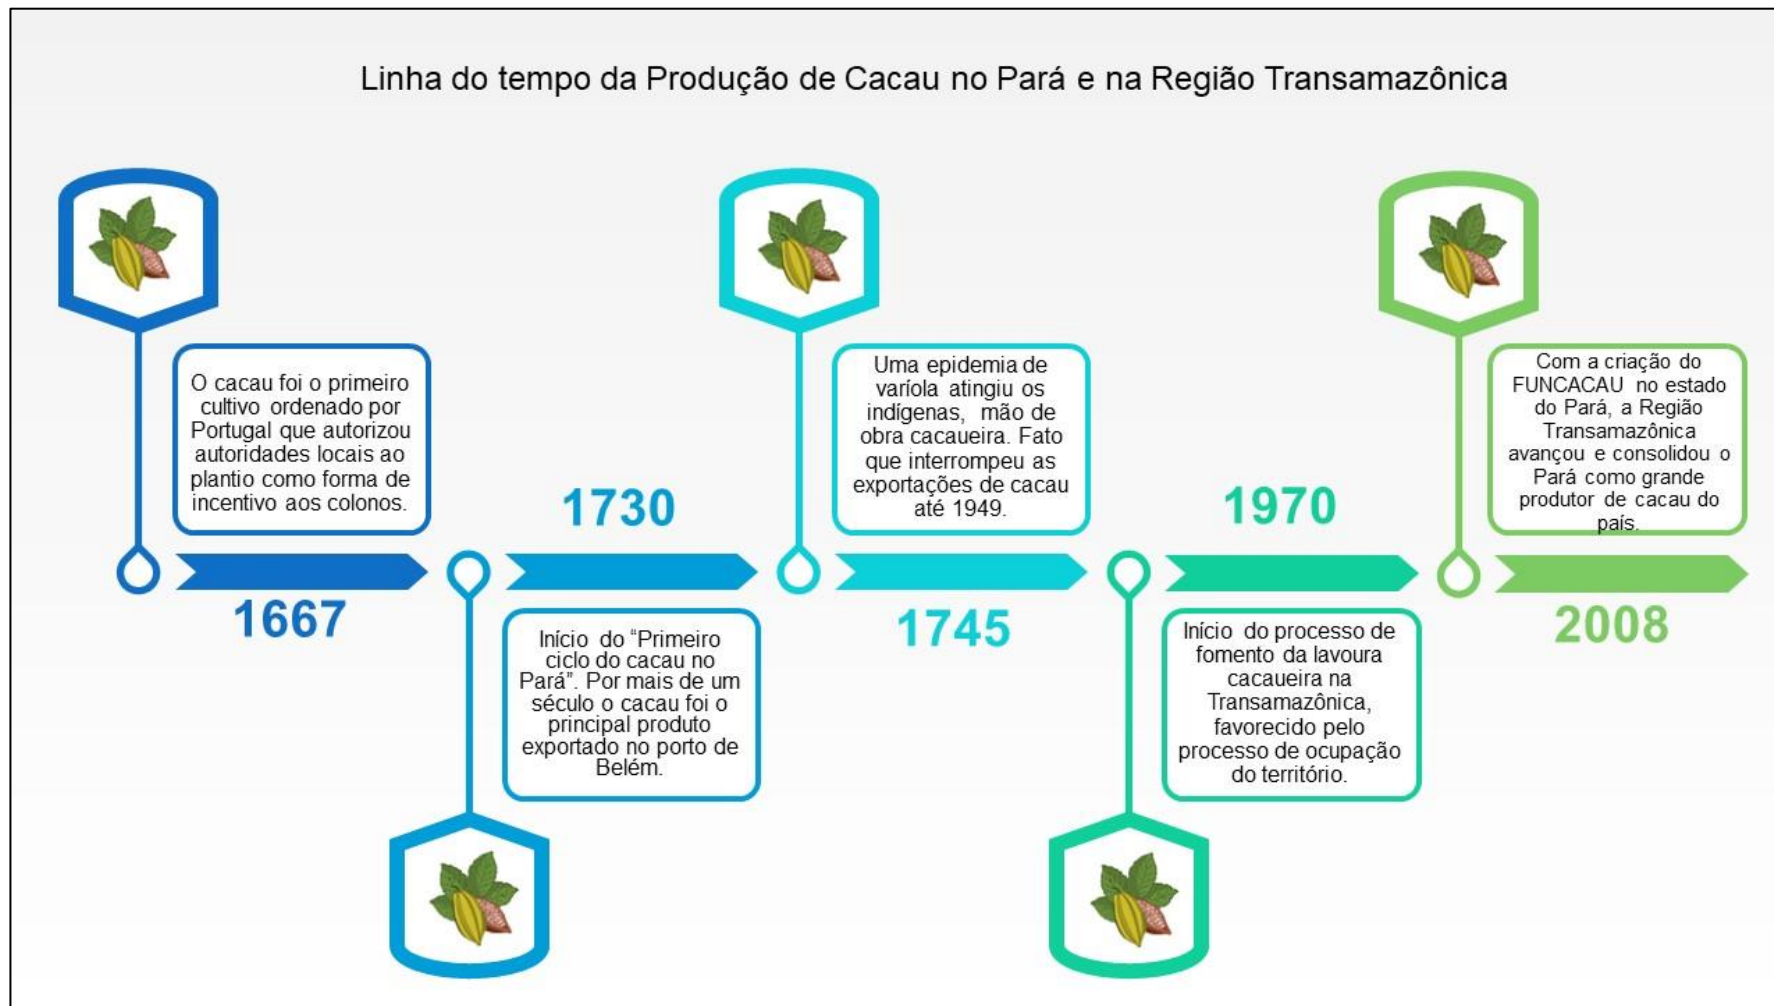 Linha do tempo da Produção de Cacau no Pará e na Região Transamazônica
O cacau foi o primeiro
cultivo ordenado por
Portugal que autorizou
autoridades locais ao
plantio como forma de
incentivo aos colonos.
1667
1730
Início do “Primeiro
ciclo do cacau no
Pará”. Por mais de um
século o cacau foi o
principal produto
exportado no porto de
Belém.
Uma epidemia de
varíola atingiu os
indígenas, mão de
obra cacaueira. Fato
que interrompeu as
exportações de cacau
até 1949.
1745
1970
Início do processo de
fomento da lavoura
cacaueira na
Transamazônica,
favorecido pelo
processo de ocupação
do território.
Com a criação do
FUNCACAU no estado
do Pará, a Região
Transamazônica
avançou e consolidou o
Pará como grande
produtor de cacau do
país.
2008